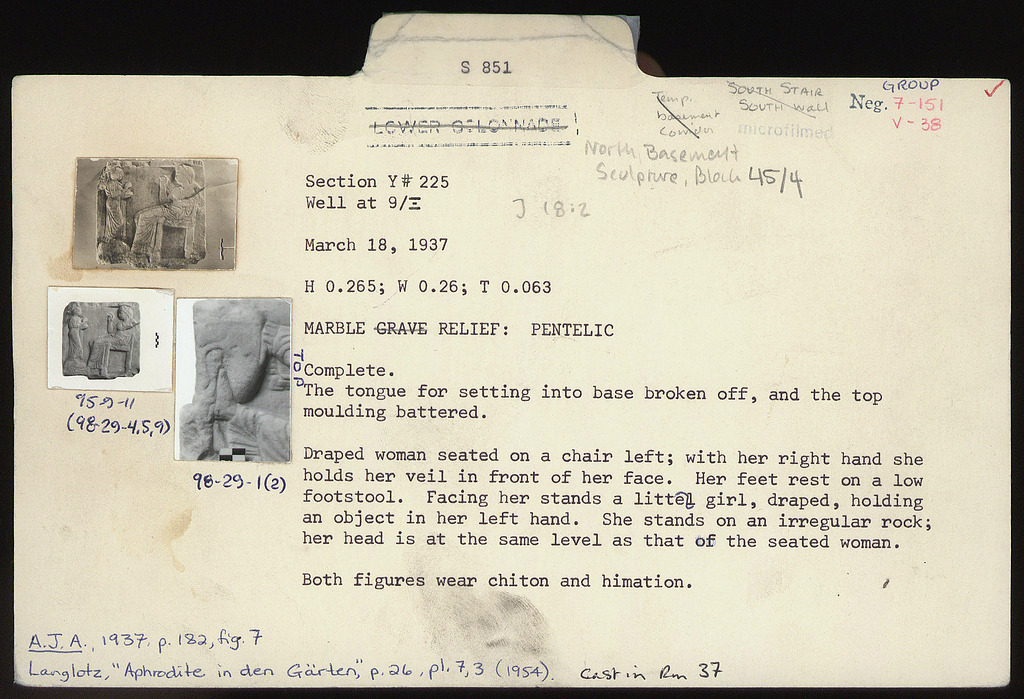 S 851
LOWER COLONNADE
Temp.
basement
corridor
SOUTH STAIR
SOUTH WALL
microfilmed
GROUP
Neg. 7-151
V-38
North, Basement
Sculpture, Black 45/4
Section Y# 225
Well at 9/Ξ
J 18:2
March 18, 1937
H 0.265; W 0.26; T 0.063
MARBLE GRAVE RELIEF: PENTELIC
TOP
Complete.
The tongue for setting into base broken off, and the top
moulding battered.
Draped woman seated on a chair left; with her right hand she
holds her veil in front of her face. Her feet rest on a low
footstool. Facing her stands a littel girl, draped, holding
an object in her left hand. She stands on an irregular rock;
her head is at the same level as that of the seated woman.
Both figures wear chiton and himation.
95-9-11
(98-29-4,5,9)
98-29-1(2)
A.J.A., 1937, p. 182, fig. 7
Langlotz, "Aphrodite in den Gärten," p. 26, pl. 7,3 (1954).
Cast in Rm 37